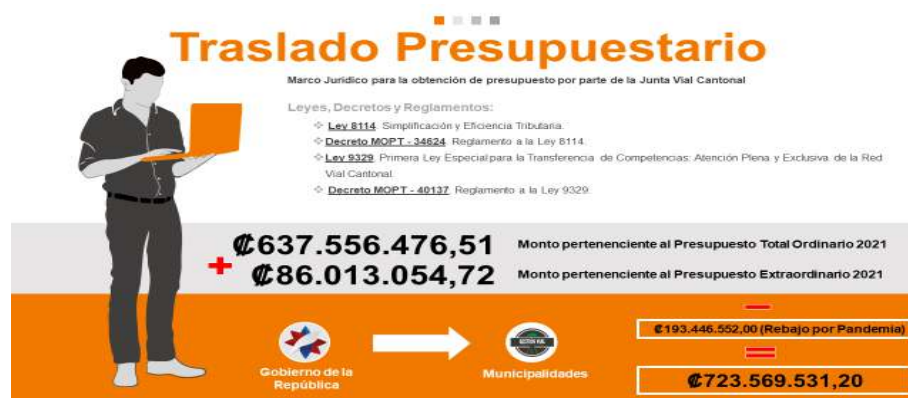 Traslado Presupuestario
Marco Jurídico para la obtención de presupuesto por parte de la Junta Vial Cantonal
Leyes, Decretos y Reglamentos:
❖ Ley 8114. Simplificación y Eficiencia Tributaria.
❖ Decreto MOPT - 34624. Reglamento a la Ley 8114.
❖ Ley 9329. Primera Ley Especial para la Transferencia de Competencias: Atención Plena y Exclusiva de la Red
Vial Cantonal.
❖ Decreto MOPT - 40137. Reglamento a la Ley 9329.
₡637.556.476,51 Monto pertenenciente al Presupuesto Total Ordinario 2021
+ ₡86.013.054,72 Monto pertenenciente al Presupuesto Extraordinario 2021
₡193.446.552,00 (Rebajo por Pandemia)
Gobierno de la
República
Municipalidades
₡723.569.531,20